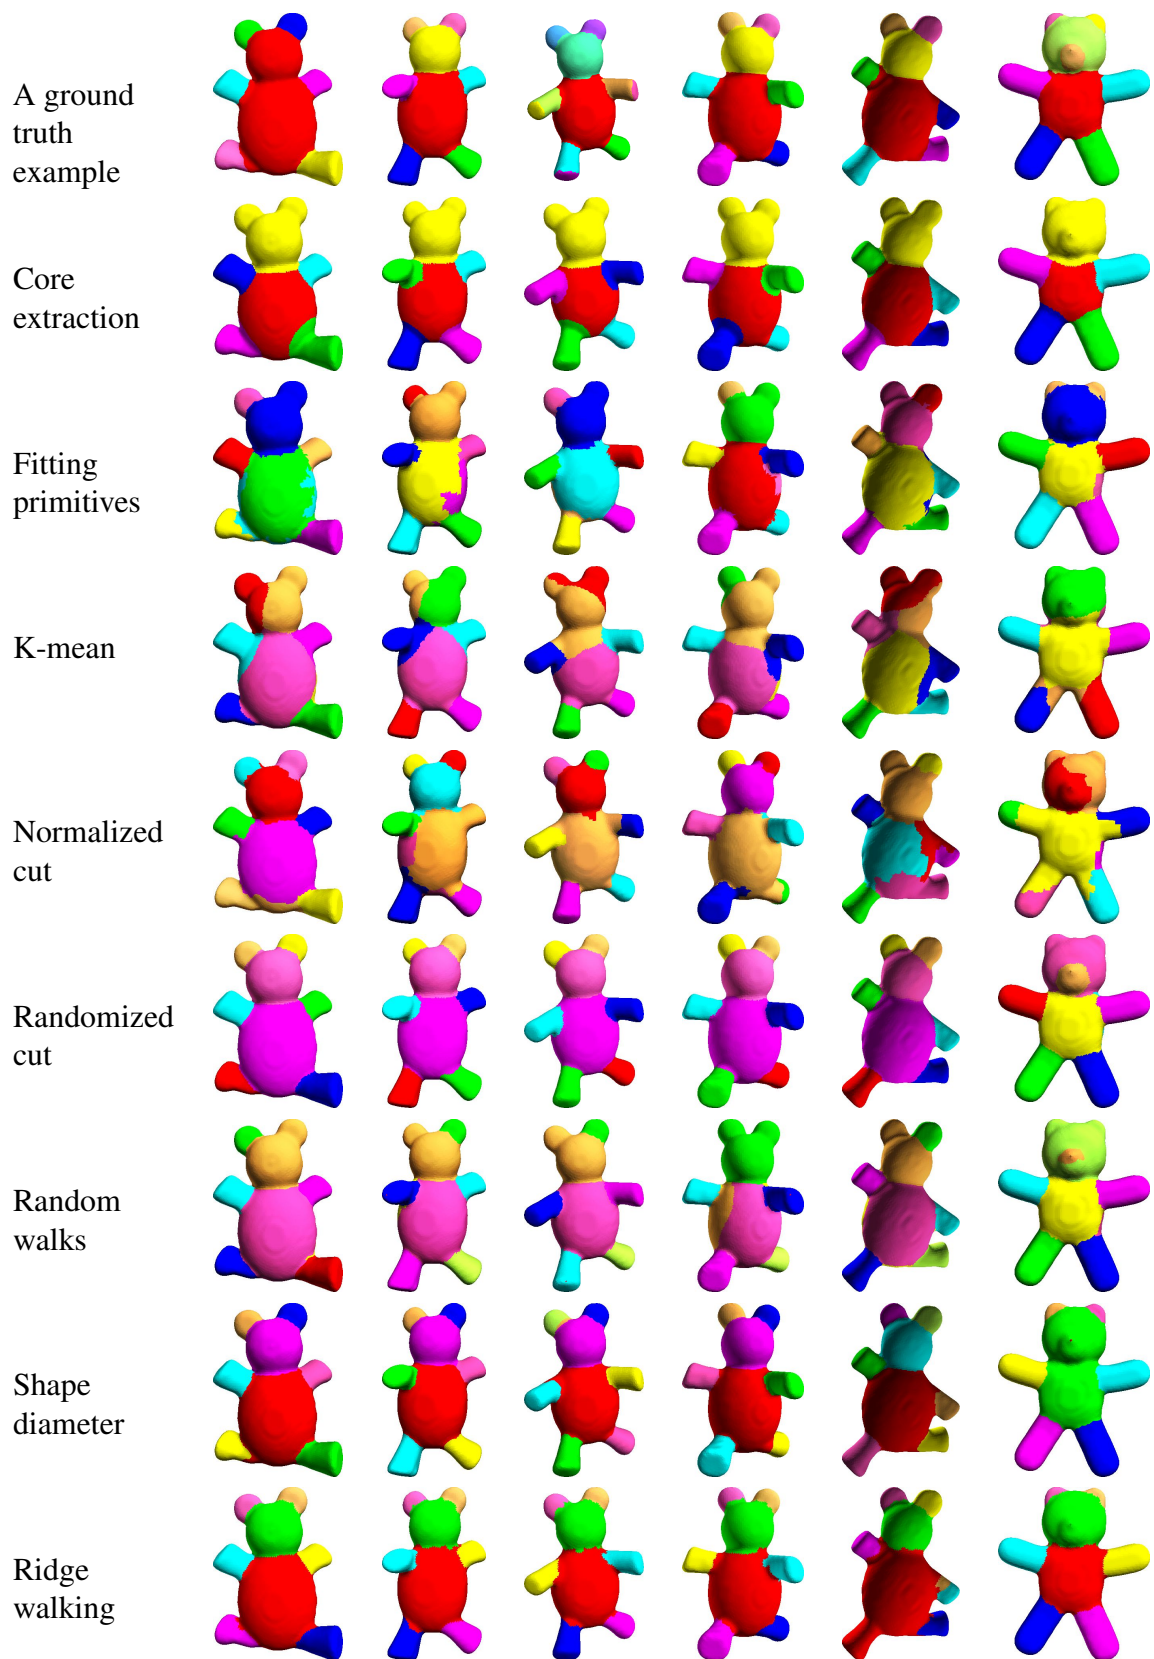 A ground
truth
example
Core
extraction
Fitting
primitives
K-mean
Normalized
cut
Randomized
cut
Random
walks
Shape
diameter
Ridge
walking